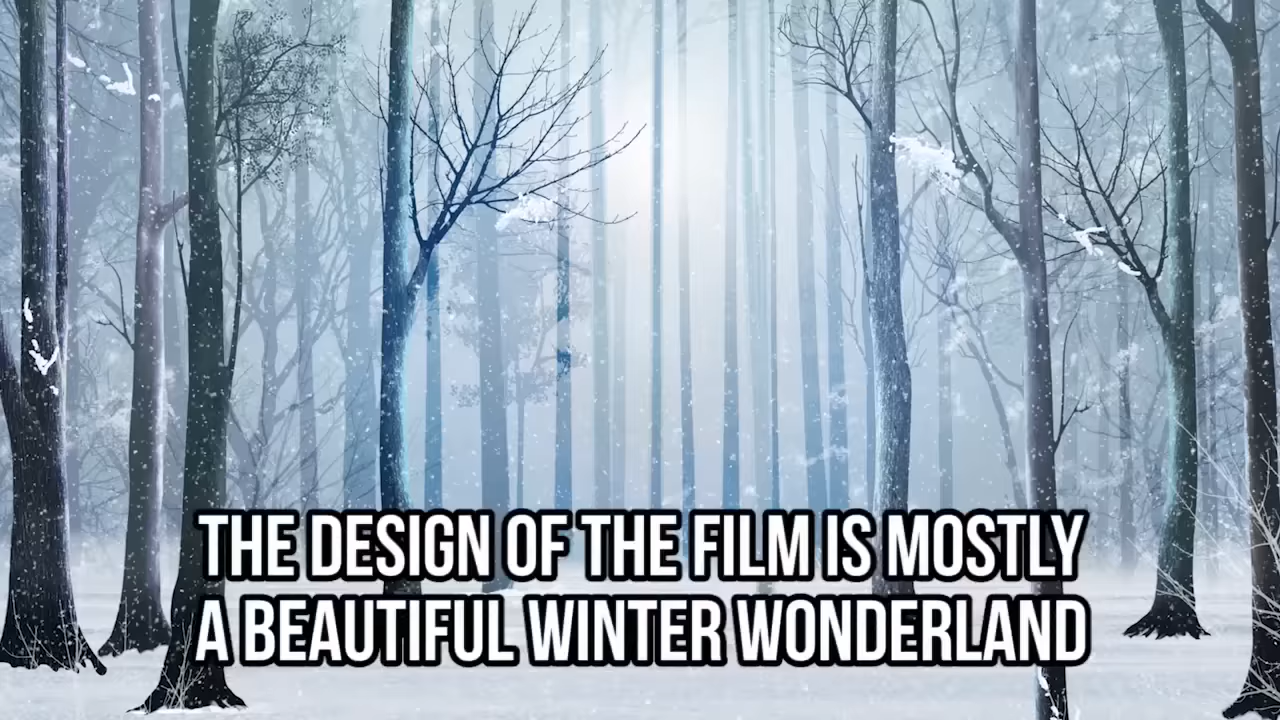 THE DESIGN OF THE FILM IS MOSTLY
A BEAUTIFUL WINTER WONDERLAND